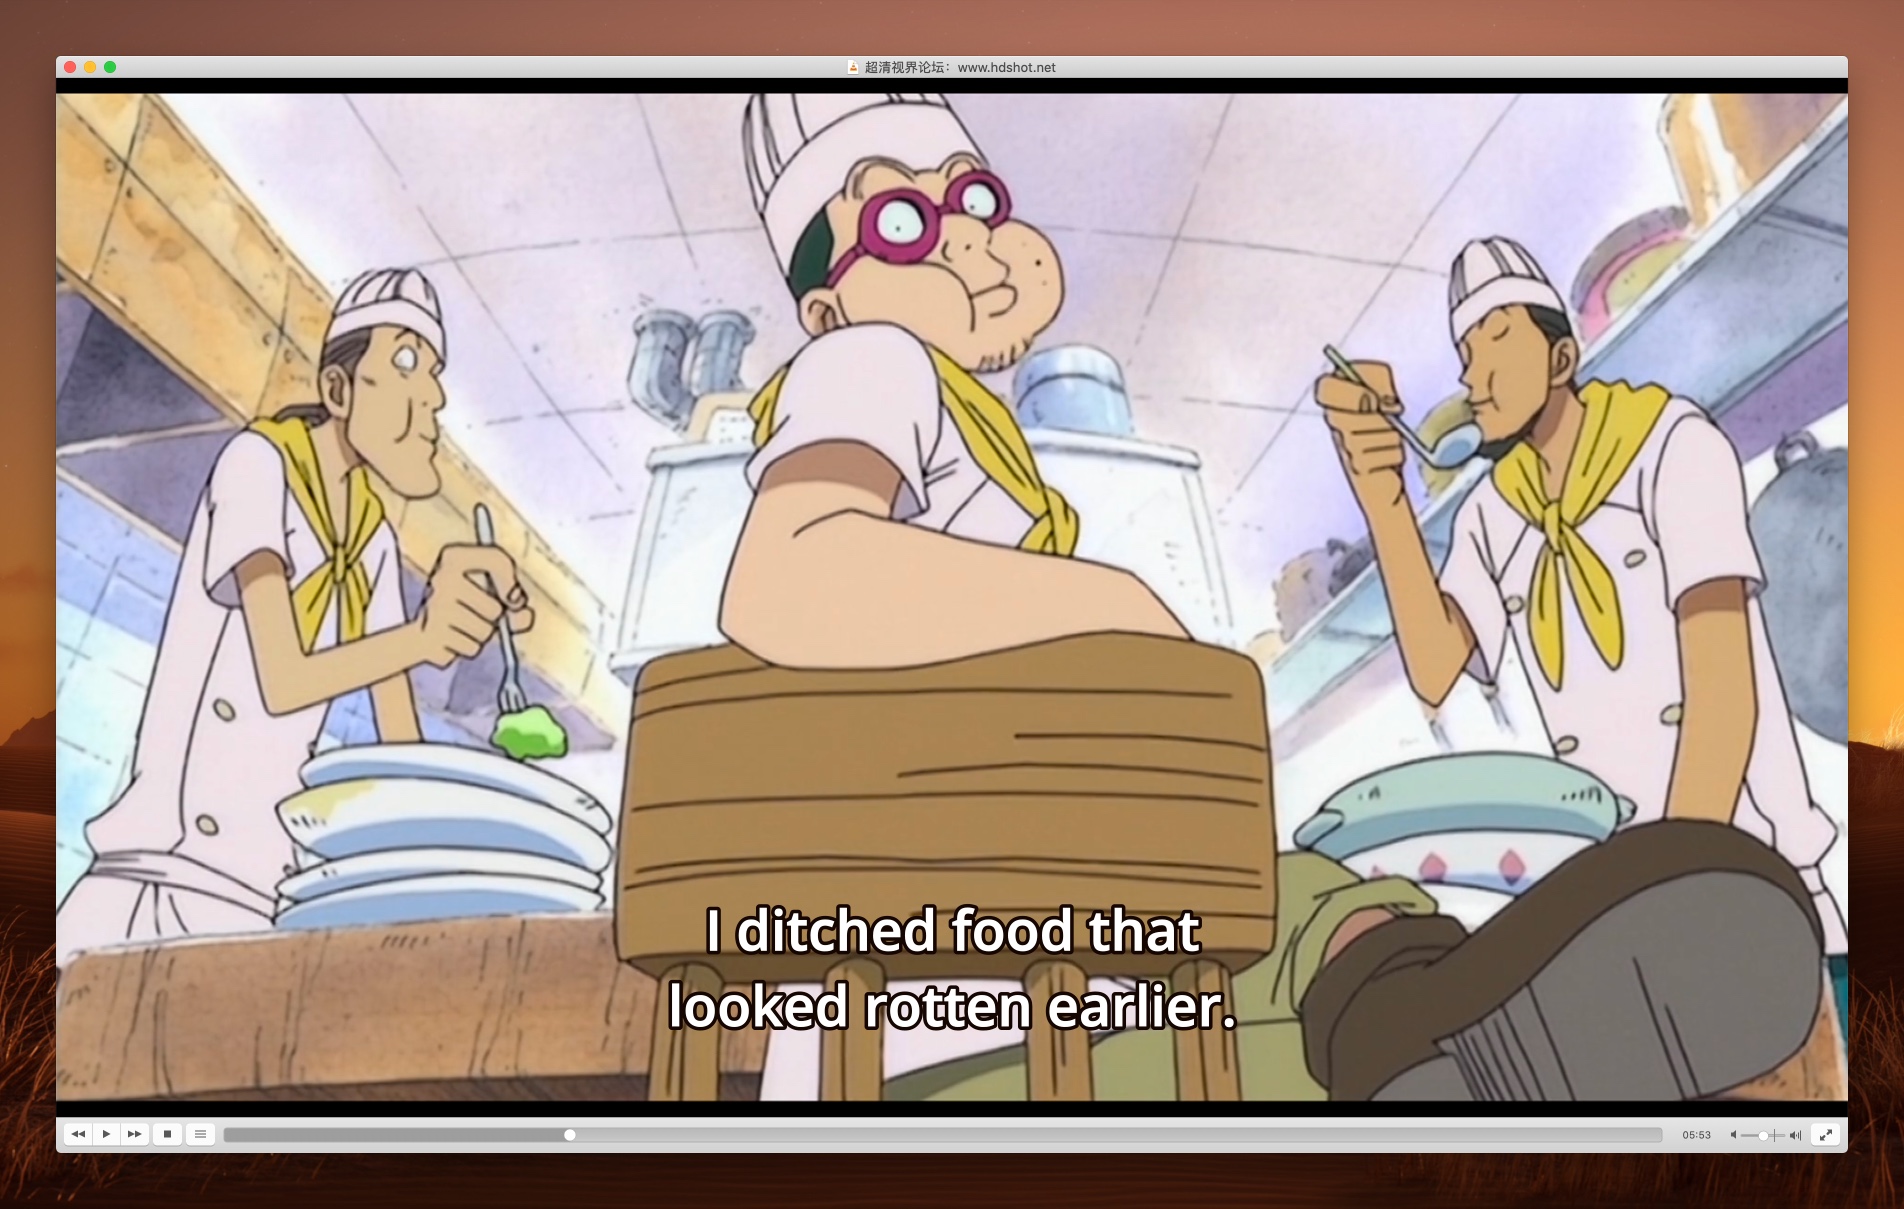 超清视界论坛：www.hdshot.net
I ditched food that
looked rotten earlier.
05:53